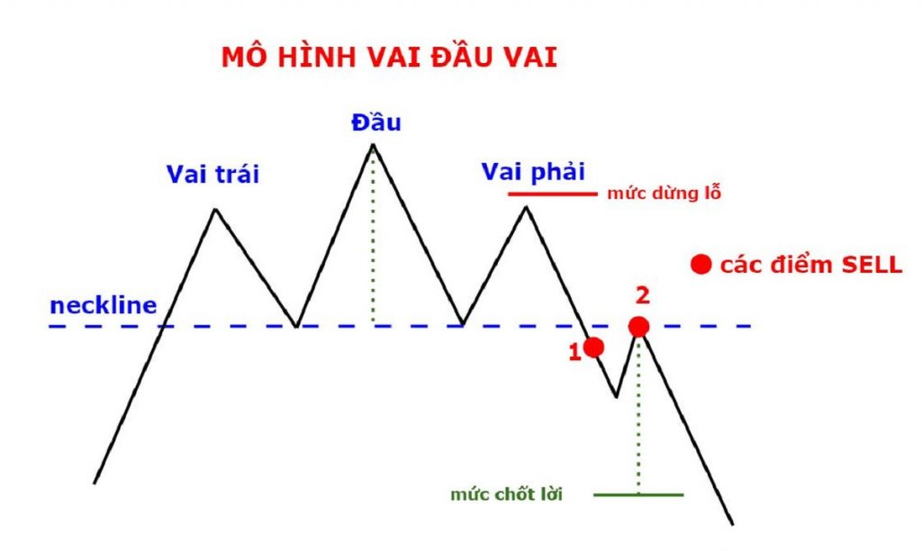 MÔ HÌNH VAI ĐẦU VAI
Đầu
Vai trái
Vai phải
mức dừng lỗ
các điểm SELL
neckline
2
1
mức chốt lời